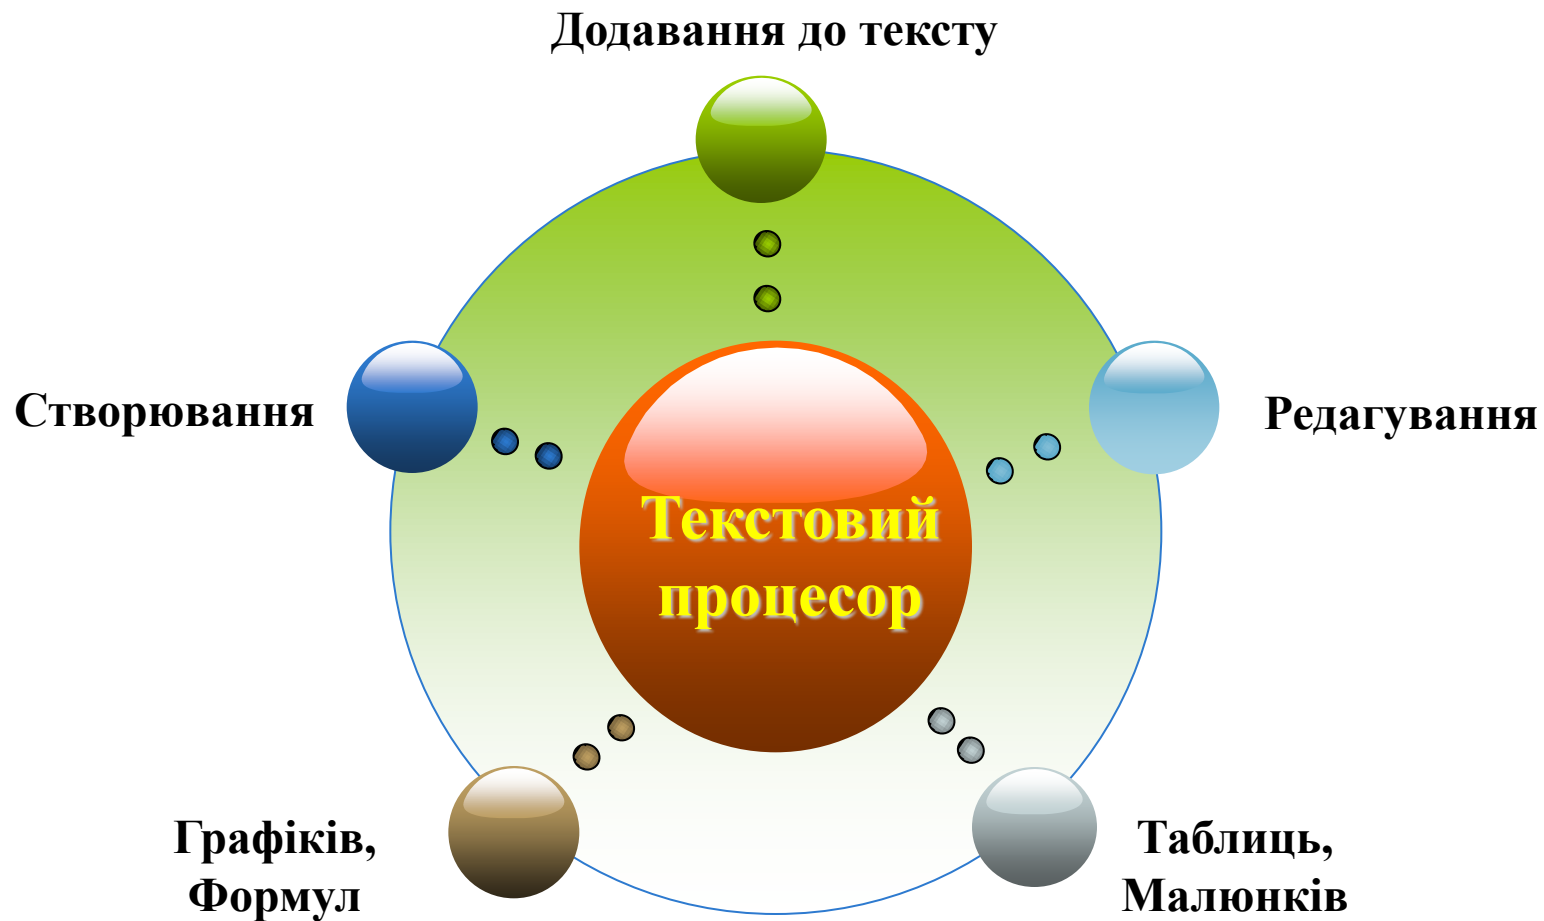 Додавання до тексту
Створювання
Редагування
Текстовий
процесор
Графіків,
Формул
Таблиць,
Малюнків